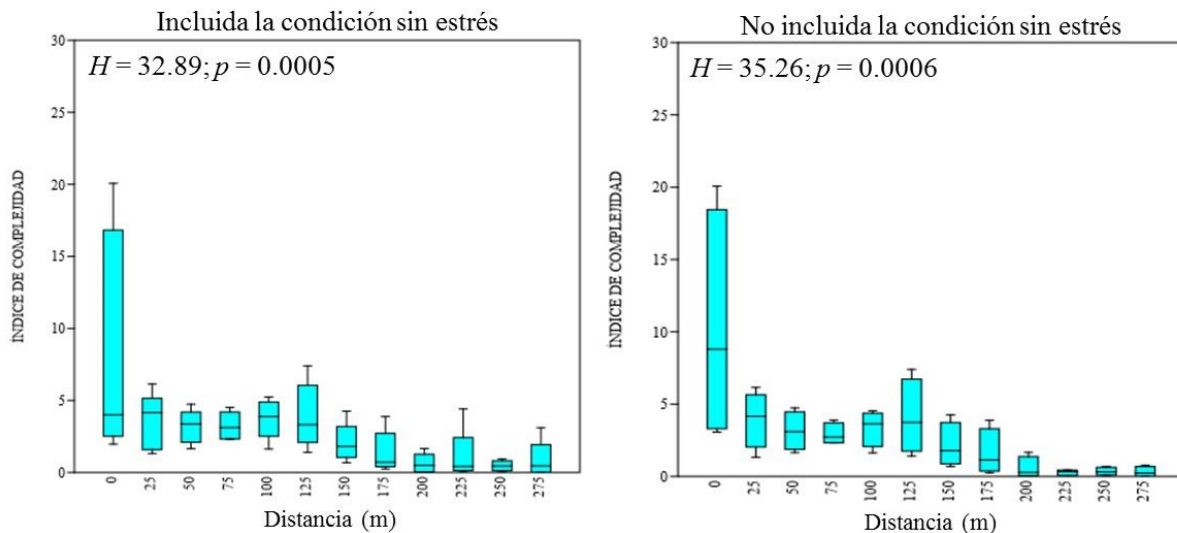 Incluida la condición sin estrés
H = 32.89; p = 0.0005
30
25
20
15
10
5
0
ÍNDICE DE COMPLEJIDAD
0 25 50 75 100 125 150 175 200 225 250 275
Distancia (m)
No incluida la condición sin estrés
H = 35.26; p = 0.0006
30
25
20
15
10
5
0
ÍNDICE DE COMPLEJIDAD
0 25 50 75 100 125 150 175 200 225 250 275
Distancia (m)